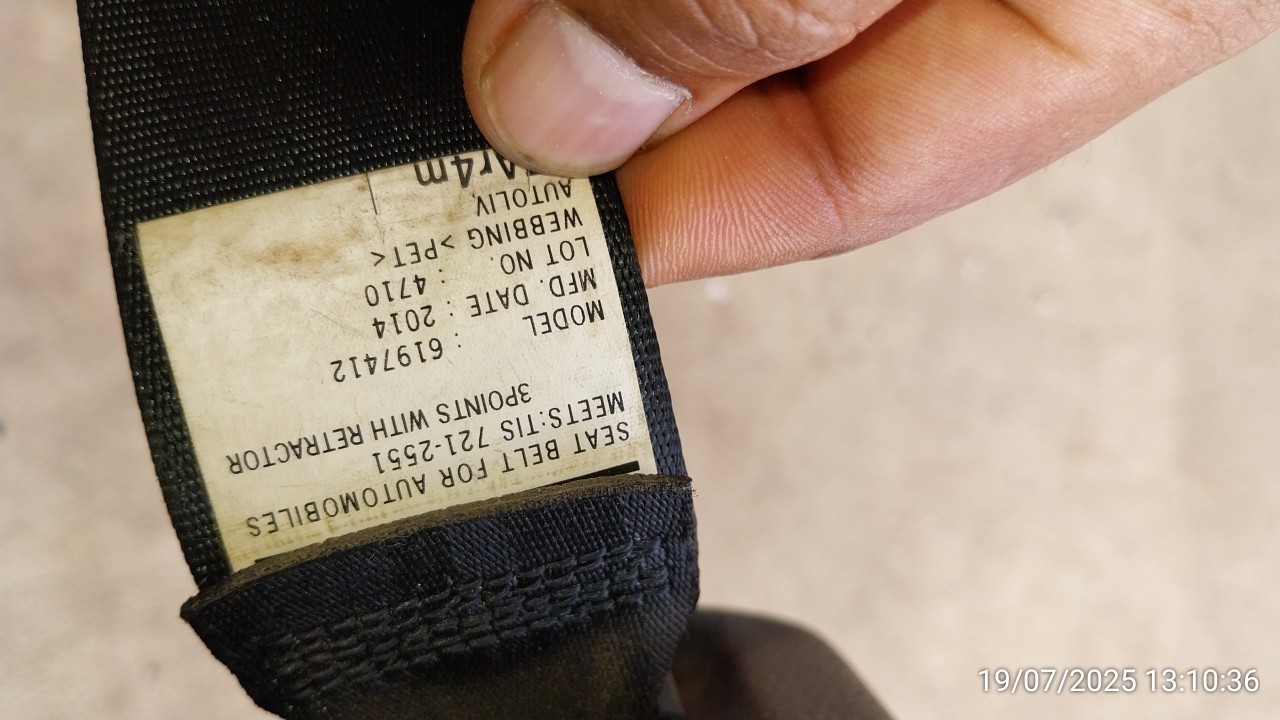 SEAT BELT FOR AUTOMOBILES
MEETS:TIS 721-2551
3POINTS WITH RETRACTOR
MODEL : 6197412
MFD. DATE : 2014
LOT NO. : 4710
WEBBING >PET<
AUTOLIV
Ar4m
19/07/2025 13:10:36